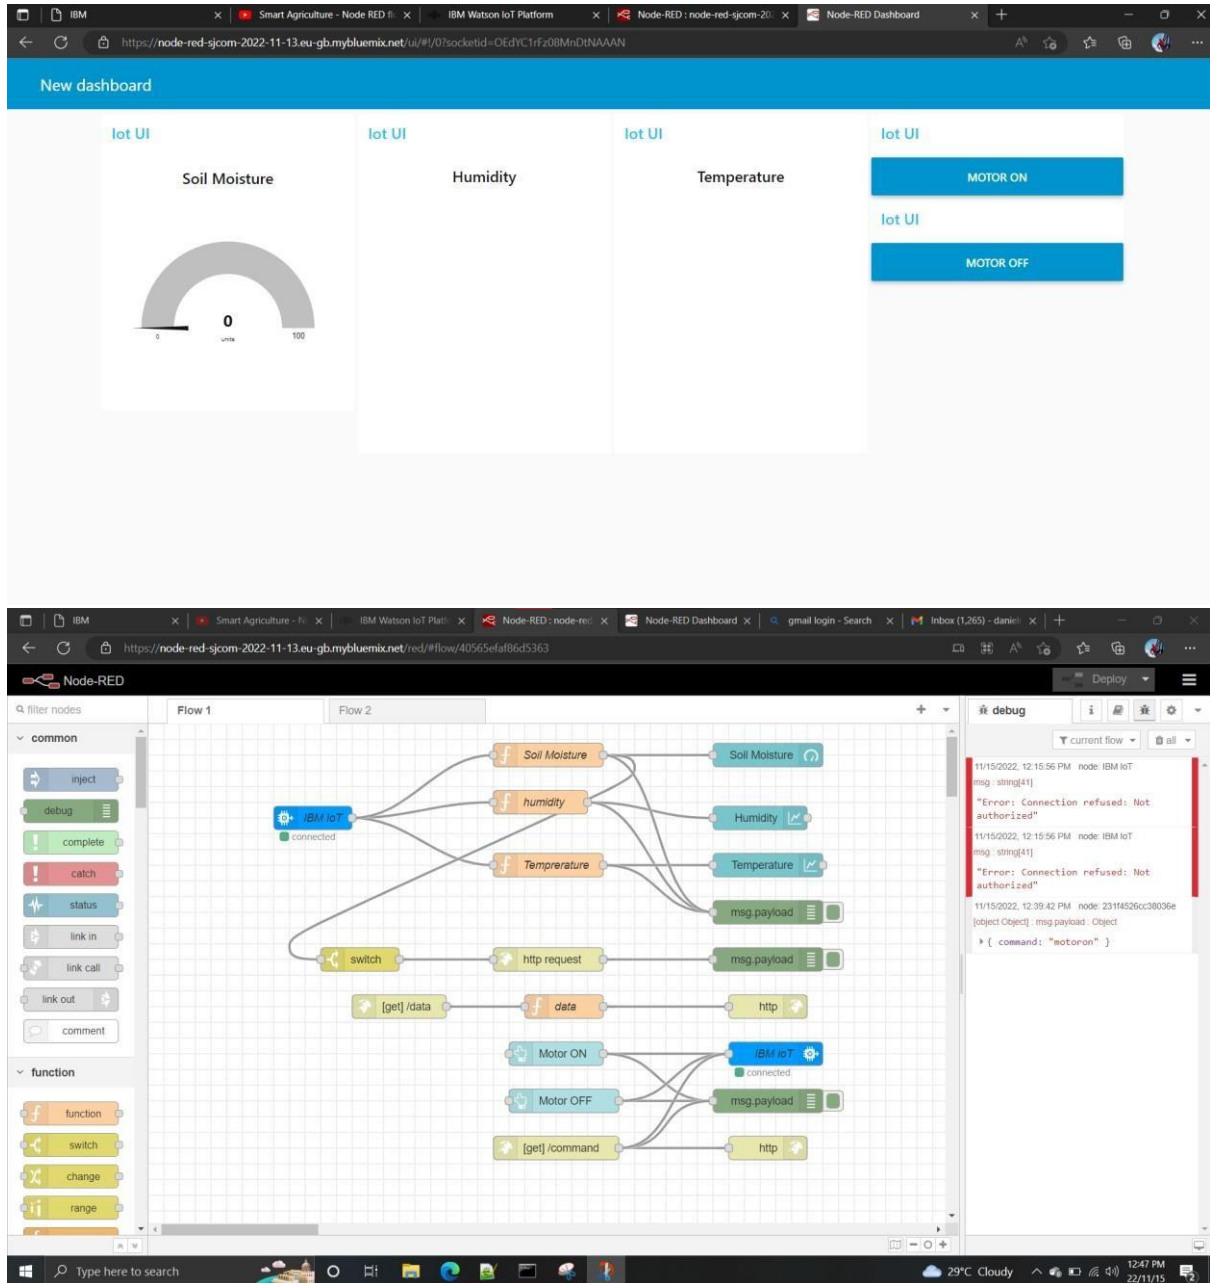 IBM
Smart Agriculture - Node RED fl
IBM Watson IoT Platform
Node-RED : node-red-sjcom-202
Node-RED Dashboard
https://node-red-sjcom-2022-11-13.eu-gb.mybluemix.net/ui/#!/0?socketid=OEdYC1rFz08MnDtNAAAN
New dashboard
Iot UI
Soil Moisture
0
units
0
100
Iot UI
Humidity
Iot UI
Temperature
Iot UI
MOTOR ON
Iot UI
MOTOR OFF
IBM
Smart Agriculture - N
IBM Watson IoT Platf
Node-RED : node-red
Node-RED Dashboard
gmail login - Search
Inbox (1,265) - daniel
https://node-red-sjcom-2022-11-13.eu-gb.mybluemix.net/red/#flow/40565efaf86d5363
Node-RED
Deploy
filter nodes
common
inject
debug
complete
catch
status
link in
link call
link out
comment
function
function
switch
change
range
Flow 1
Flow 2
Soil Moisture
Soil Moisture
humidity
IBM IoT
connected
Humidity
Temprerature
Temperature
msg.payload
switch
http request
msg.payload
[get] /data
data
http
Motor ON
IBM IoT
connected
Motor OFF
msg.payload
[get] /command
http
debug
i
current flow
all
11/15/2022, 12:15:56 PM node: IBM IoT
msg : string[41]
"Error: Connection refused: Not
authorized"
11/15/2022, 12:15:56 PM node: IBM IoT
msg : string[41]
"Error: Connection refused: Not
authorized"
11/15/2022, 12:39:42 PM node: 231f4526cc38036e
[object Object] : msg.payload : Object
{ command: "motoron" }
Type here to search
29°C Cloudy
12:47 PM
22/11/15